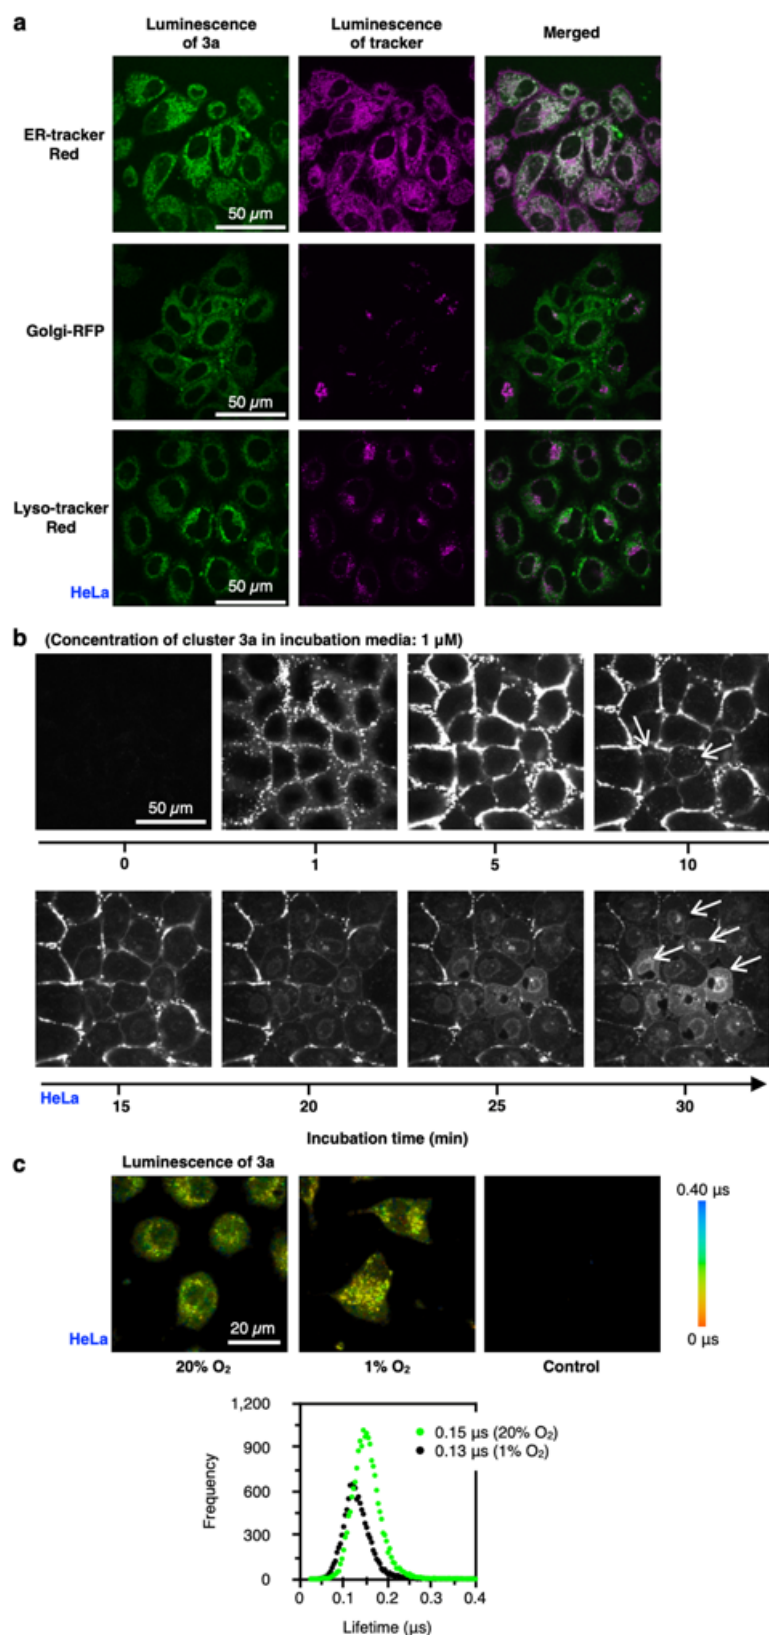 a
Luminescence of 3a
Luminescence of tracker
Merged
ER-tracker Red
50 µm
Golgi-RFP
50 µm
Lyso-tracker Red
HeLa
50 µm
b
(Concentration of cluster 3a in incubation media: 1 µM)
50 µm
0
1
5
10
HeLa
15
20
25
30
Incubation time (min)
c
Luminescence of 3a
0.40 µs
HeLa
20 µm
0 µs
20% O₂
1% O₂
Control
1,200
900
600
300
0
Frequency
0.15 µs (20% O₂)
0.13 µs (1% O₂)
0
0.1
0.2
0.3
0.4
Lifetime (µs)